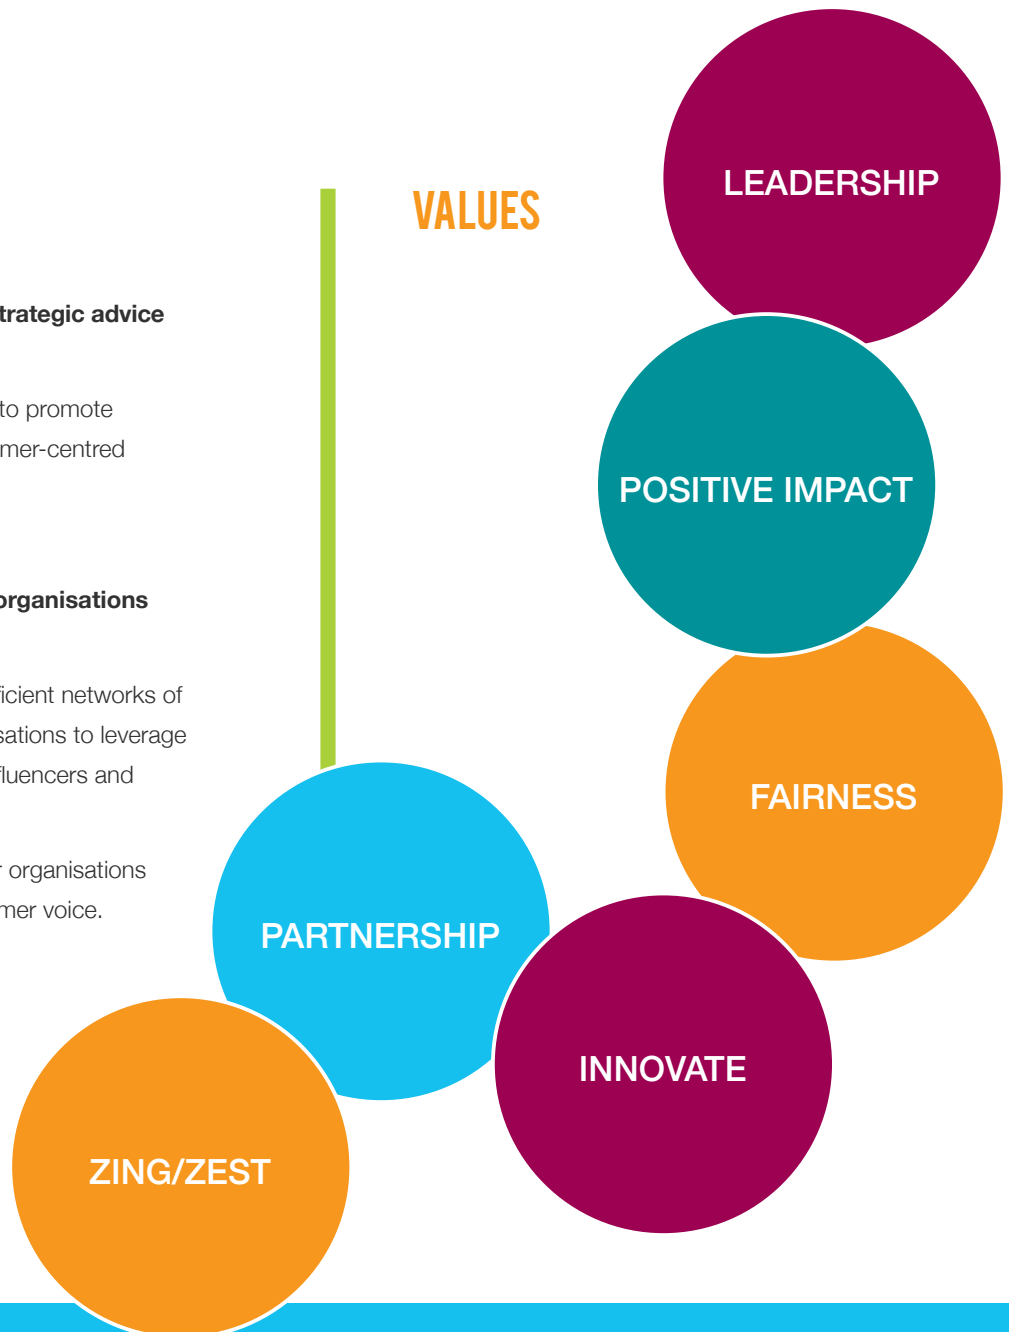 trategic advice
to promote
mer-centred
organisations
ficient networks of
sations to leverage
fluencers and
r organisations
mer voice.
VALUES
LEADERSHIP
POSITIVE IMPACT
FAIRNESS
PARTNERSHIP
INNOVATE
ZING/ZEST